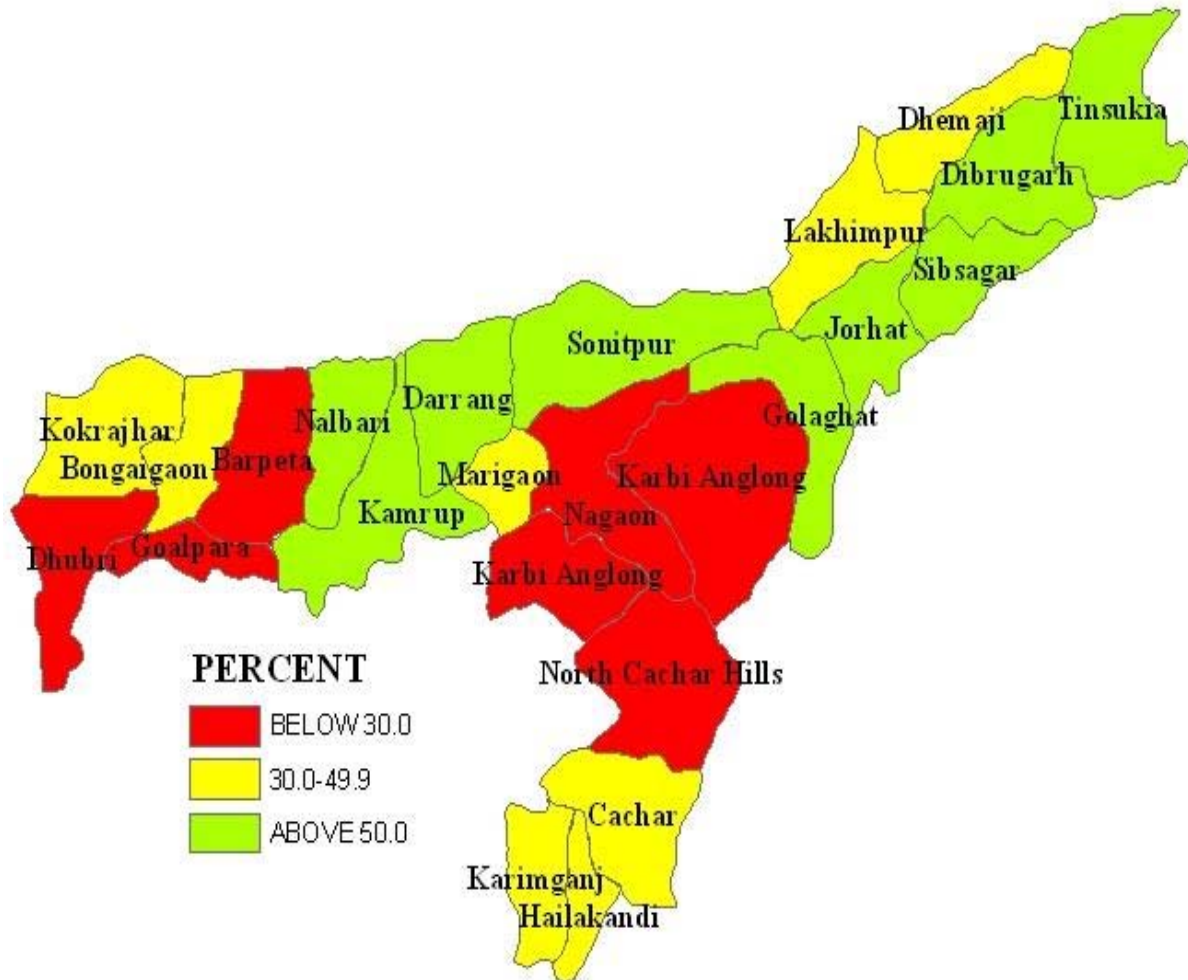 Tinsukia
Dhemaji
Dibrugarh
Lakhimpur
Sibsagar
Jorhat
Sonitpur
Darrang
Nalbari
Golaghat
Kokrajhar
Bongaigaon
Barpeta
Marigaon
Karbi Anglong
Kamrup
Nagaon
Dhubri
Goalpara
Karbi Anglong
North Cachar Hills
PERCENT
BELOW 30.0
30.0-49.9
ABOVE 50.0
Cachar
Karimganj
Hailakandi